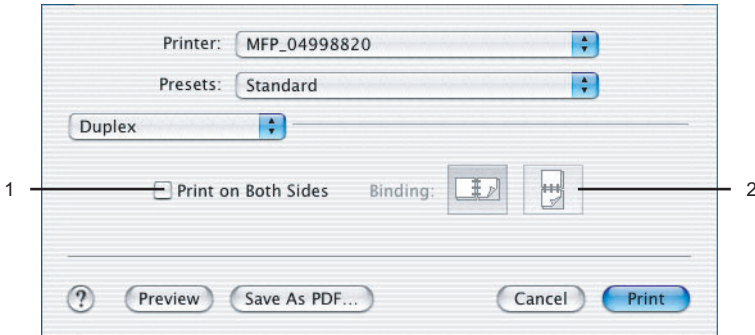 Printer: MFP_04998820
Presets: Standard
Duplex
1 Print on Both Sides Binding: 2
? Preview Save As PDF... Cancel Print